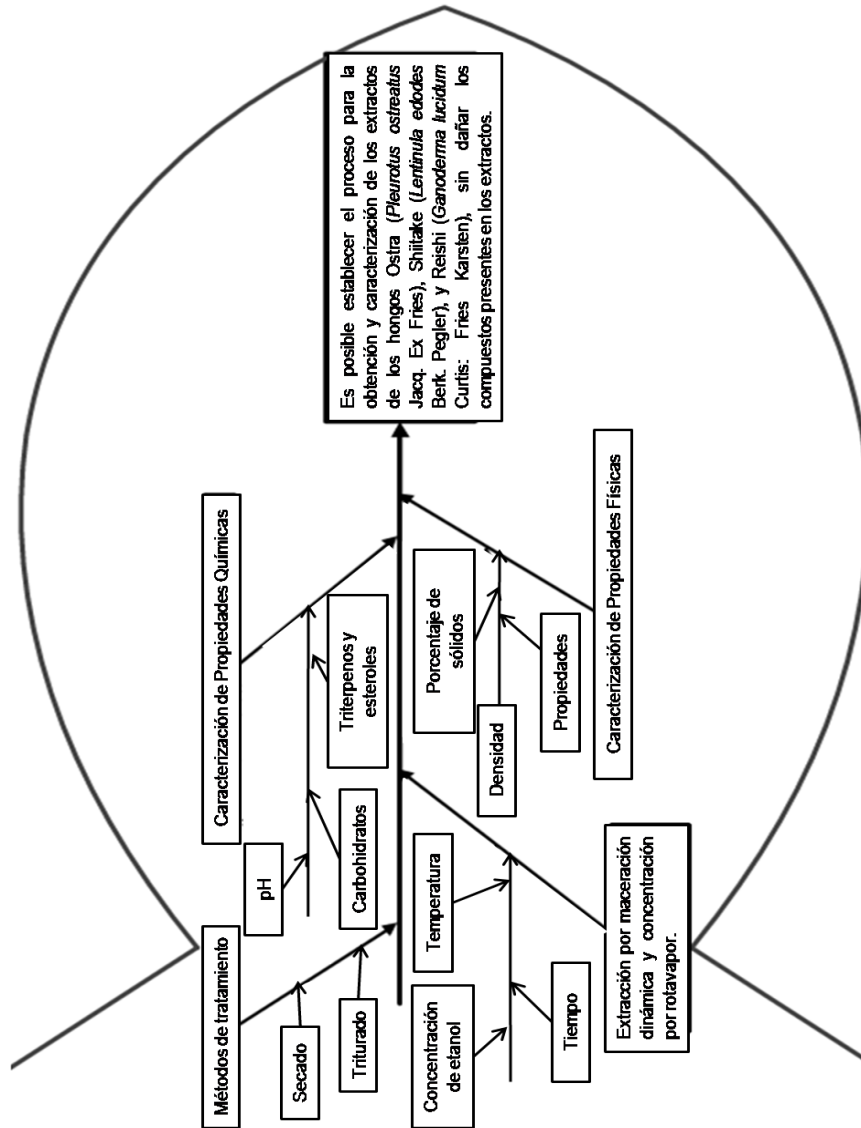 Métodos de tratamiento
Secado
Triturado
Caracterización de Propiedades Químicas
pH
Carbohidratos
Triterpenos y
esteroles
Concentración
de etanol
Temperatura
Tiempo
Extracción por maceración
dinámica y concentración
por rotavapor.
Porcentaje de
sólidos
Densidad
Propiedades
Caracterización de Propiedades Físicas
Es posible establecer el proceso para la
obtención y caracterización de los extractos
de los hongos Ostra (Pleurotus ostreatus
Jacq. Ex Fries), Shiitake (Lentinula edodes
Berk. Pegler), y Reishi (Ganoderma lucidum
Curtis: Fries Karsten), sin dañar los
compuestos presentes en los extractos.